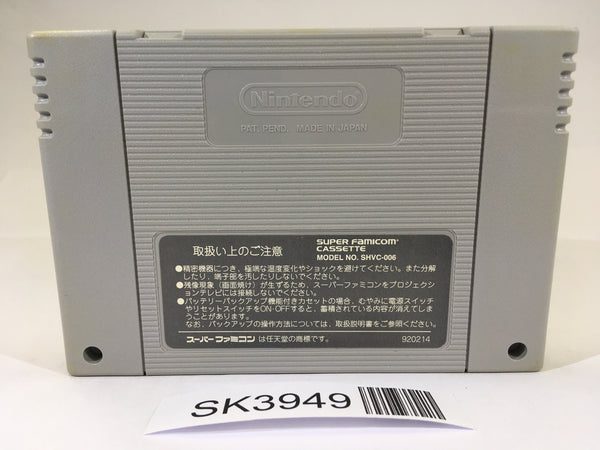 Nintendo
PAT. PEND. MADE IN JAPAN
取扱い上のご注意
SUPER FAMICOM
CASSETTE
MODEL NO. SHVC-006
●精密機器につき、極端な温度変化やショックを避けてください。また分解
したり、端子部を汚したりしないでください。
●残像現象（画面焼け）が生ずるため、スーパーファミコンをプロジェクシ
ョンテレビには接続しないでください。
●バッテリーバックアップ機能付きカセットの場合、むやみに電源スイッチ
やリセットスイッチをON・OFFすると、蓄積されている内容が消えてしま
うことがあります。
なお、バックアップの操作方法については、取扱説明書をご参照ください。
スーパーファミコン は任天堂の商標です。
920214
SK3949